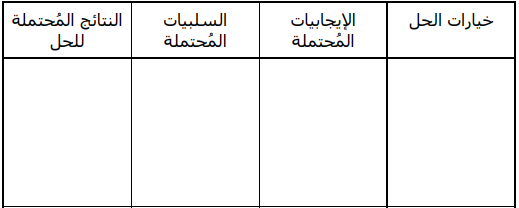 خيارات الحل
الإيجابيات
المُحتملة
السلبيات
المُحتملة
النتائج المُحتملة
للحل